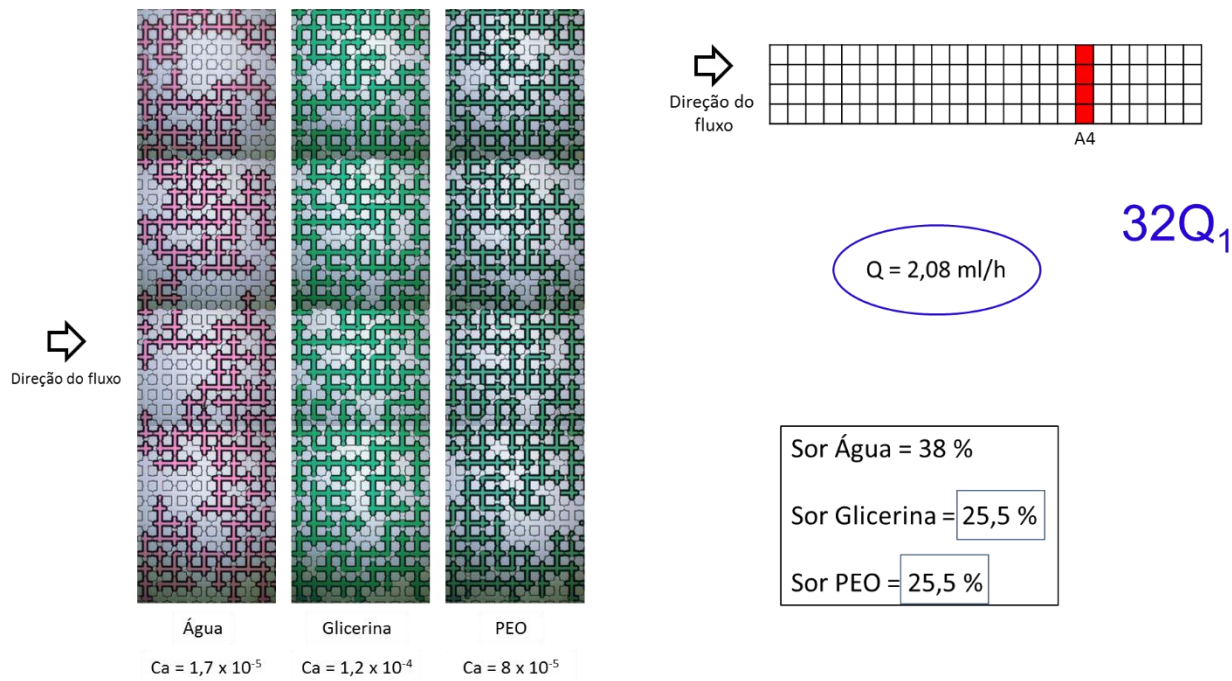 Direção do fluxo
Água
Glicerina
PEO
Ca = 1,7 x 10⁻⁵
Ca = 1,2 x 10⁻⁴
Ca = 8 x 10⁻⁵
Direção do
fluxo
A4
32Q₁
Q = 2,08 ml/h
Sor Água = 38 %
Sor Glicerina = 25,5 %
Sor PEO = 25,5 %